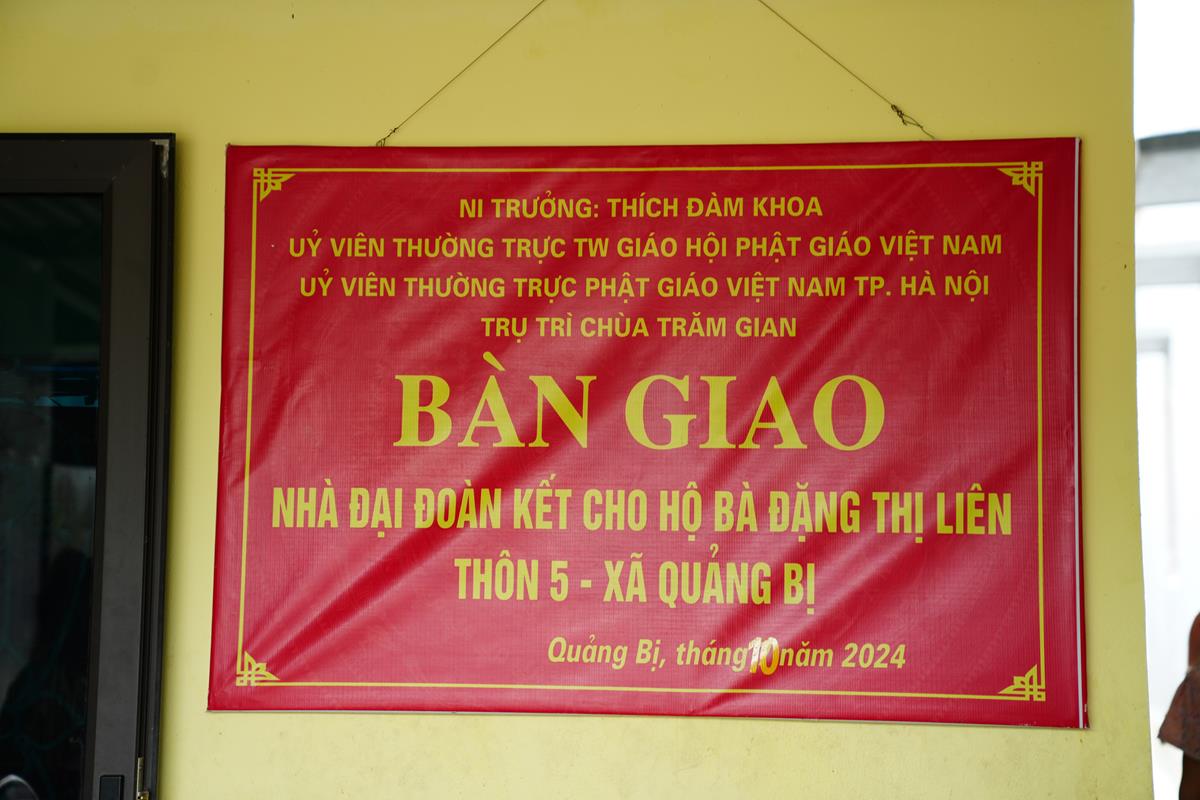 NI TRƯỞNG: THÍCH ĐÀM KHOA
UỶ VIÊN THƯỜNG TRỰC TW GIÁO HỘI PHẬT GIÁO VIỆT NAM
UỶ VIÊN THƯỜNG TRỰC PHẬT GIÁO VIỆT NAM TP. HÀ NỘI
TRỤ TRÌ CHÙA TRĂM GIAN
BÀN GIAO
NHÀ ĐẠI ĐOÀN KẾT CHO HỘ BÀ ĐẶNG THỊ LIÊN
THÔN 5 - XÃ QUẢNG BỊ
Quảng Bị, tháng 10 năm 2024